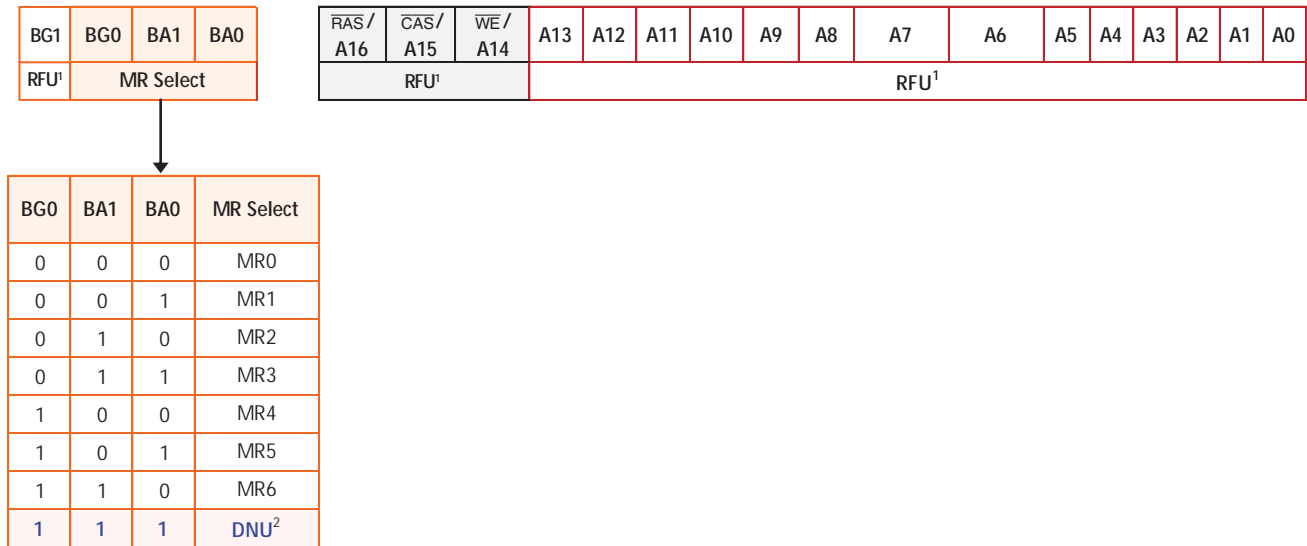 BG1 BG0 BA1 BA0
RFU¹ MR Select
R̅A̅S̅/ C̅A̅S̅/ W̅E̅/ A13 A12 A11 A10 A9 A8 A7 A6 A5 A4 A3 A2 A1 A0
A16 A15 A14
RFU¹ RFU¹
BG0 BA1 BA0 MR Select
0 0 0 MR0
0 0 1 MR1
0 1 0 MR2
0 1 1 MR3
1 0 0 MR4
1 0 1 MR5
1 1 0 MR6
1 1 1 DNU²